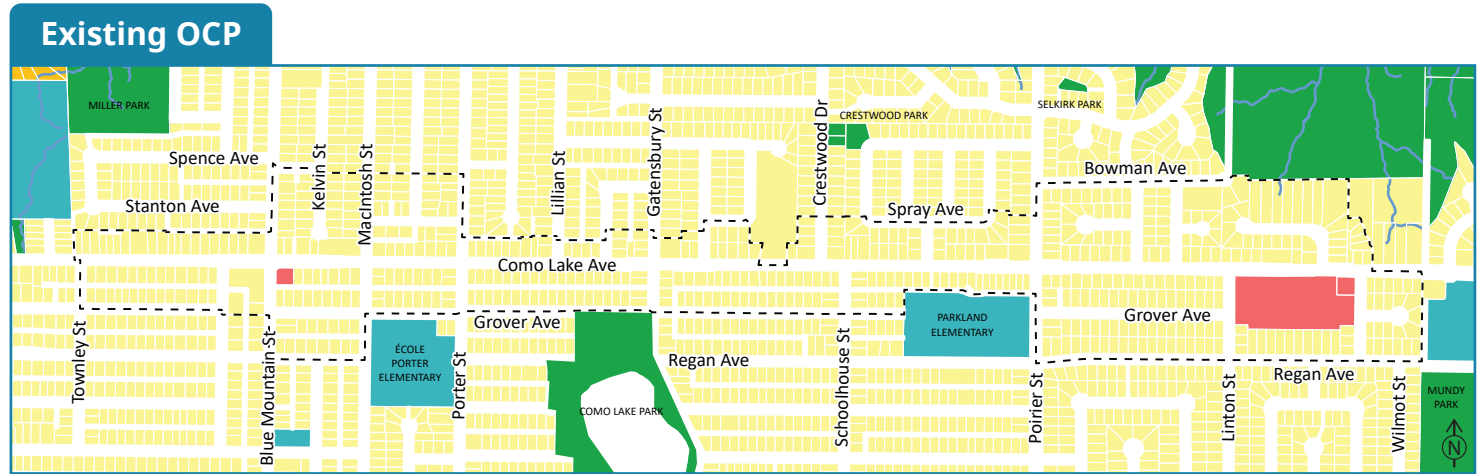 Existing OCP
MILLER PARK
Spence Ave
Stanton Ave
Kelvin St
MacIntosh St
Lillian St
Gatensbury St
Crestwood Dr
CRESTWOOD PARK
SELKIRK PARK
Bowman Ave
Spray Ave
Como Lake Ave
Townley St
Blue Mountain St
ÉCOLE
PORTER
ELEMENTARY
Porter St
Grover Ave
COMO LAKE PARK
Regan Ave
Schoolhouse St
PARKLAND
ELEMENTARY
Poirier St
Grover Ave
Linton St
Regan Ave
Wilmot St
MUNDY
PARK
N